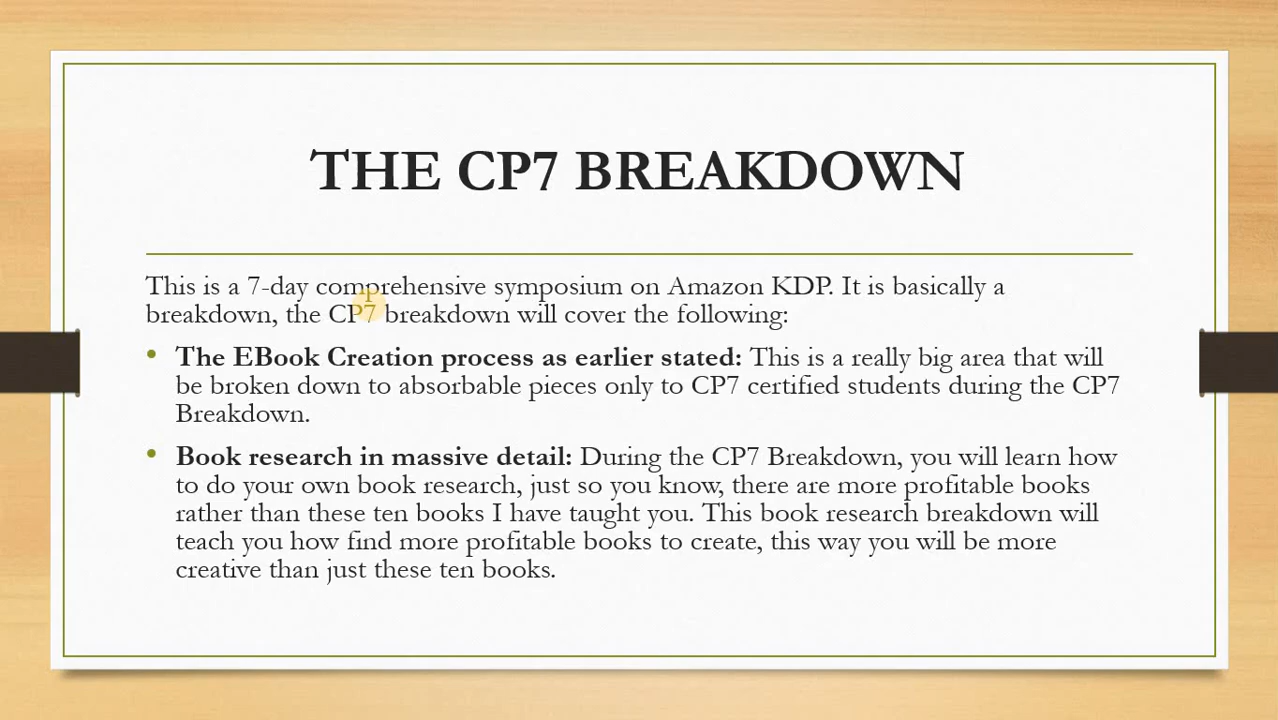 THE CP7 BREAKDOWN
This is a 7-day comprehensive symposium on Amazon KDP. It is basically a
breakdown, the CP7 breakdown will cover the following:
• The EBook Creation process as earlier stated: This is a really big area that will
be broken down to absorbable pieces only to CP7 certified students during the CP7
Breakdown.
• Book research in massive detail: During the CP7 Breakdown, you will learn how
to do your own book research, just so you know, there are more profitable books
rather than these ten books I have taught you. This book research breakdown will
teach you how find more profitable books to create, this way you will be more
creative than just these ten books.